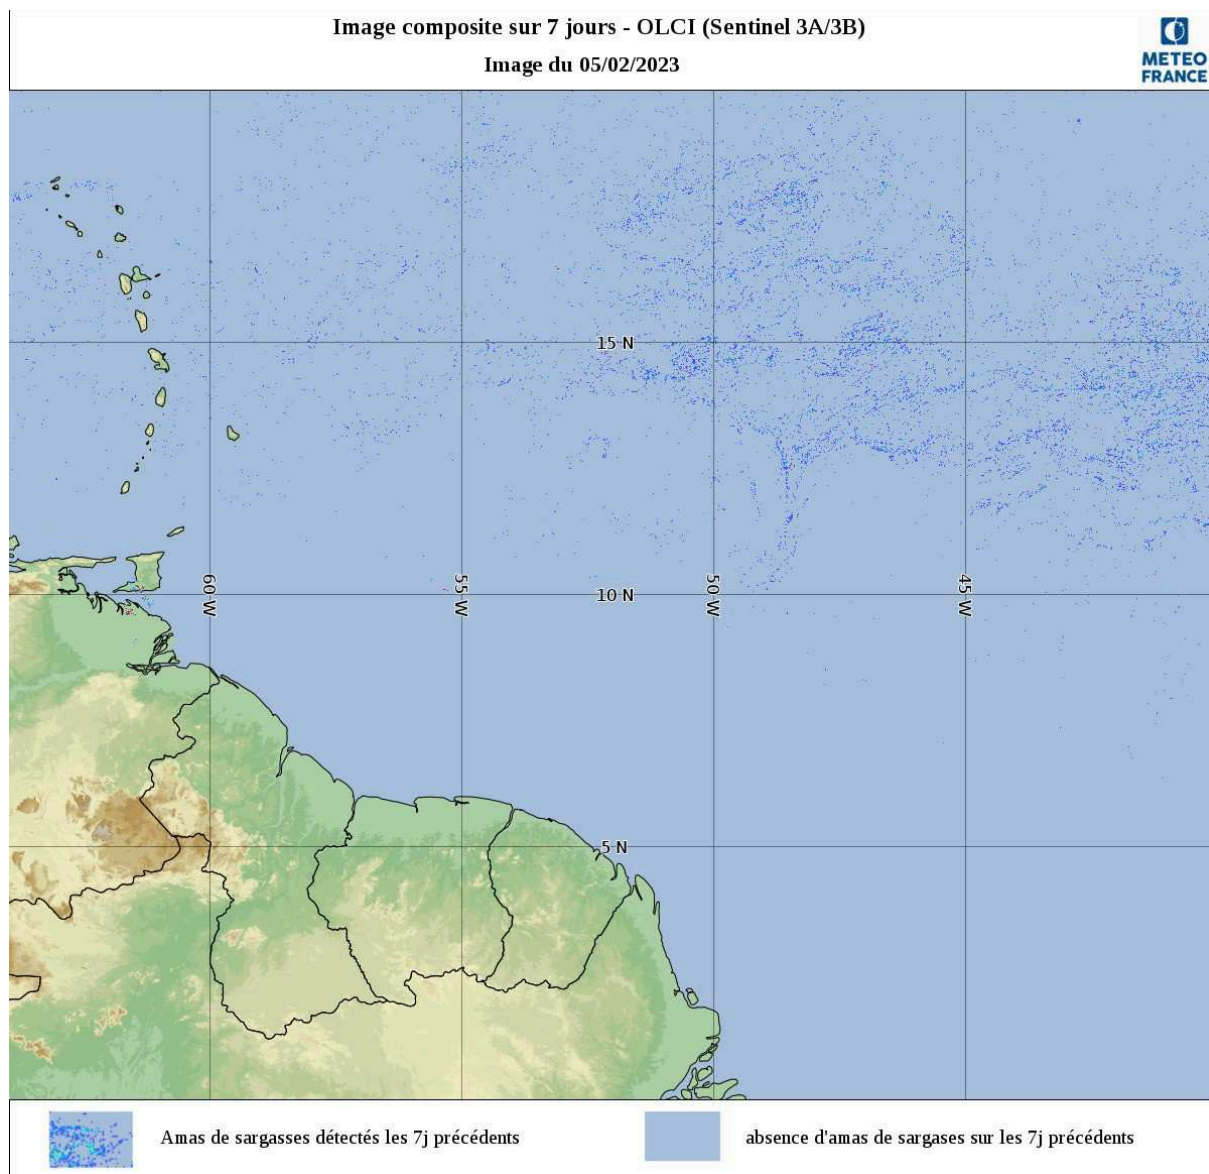 Image composite sur 7 jours - OLCI (Sentinel 3A/3B)
Image du 05/02/2023
METEO
FRANCE
15 N
60 W
55 W
10 N
50 W
45 W
5 N
Amas de sargasses détectés les 7j précédents
absence d'amas de sargases sur les 7j précédents